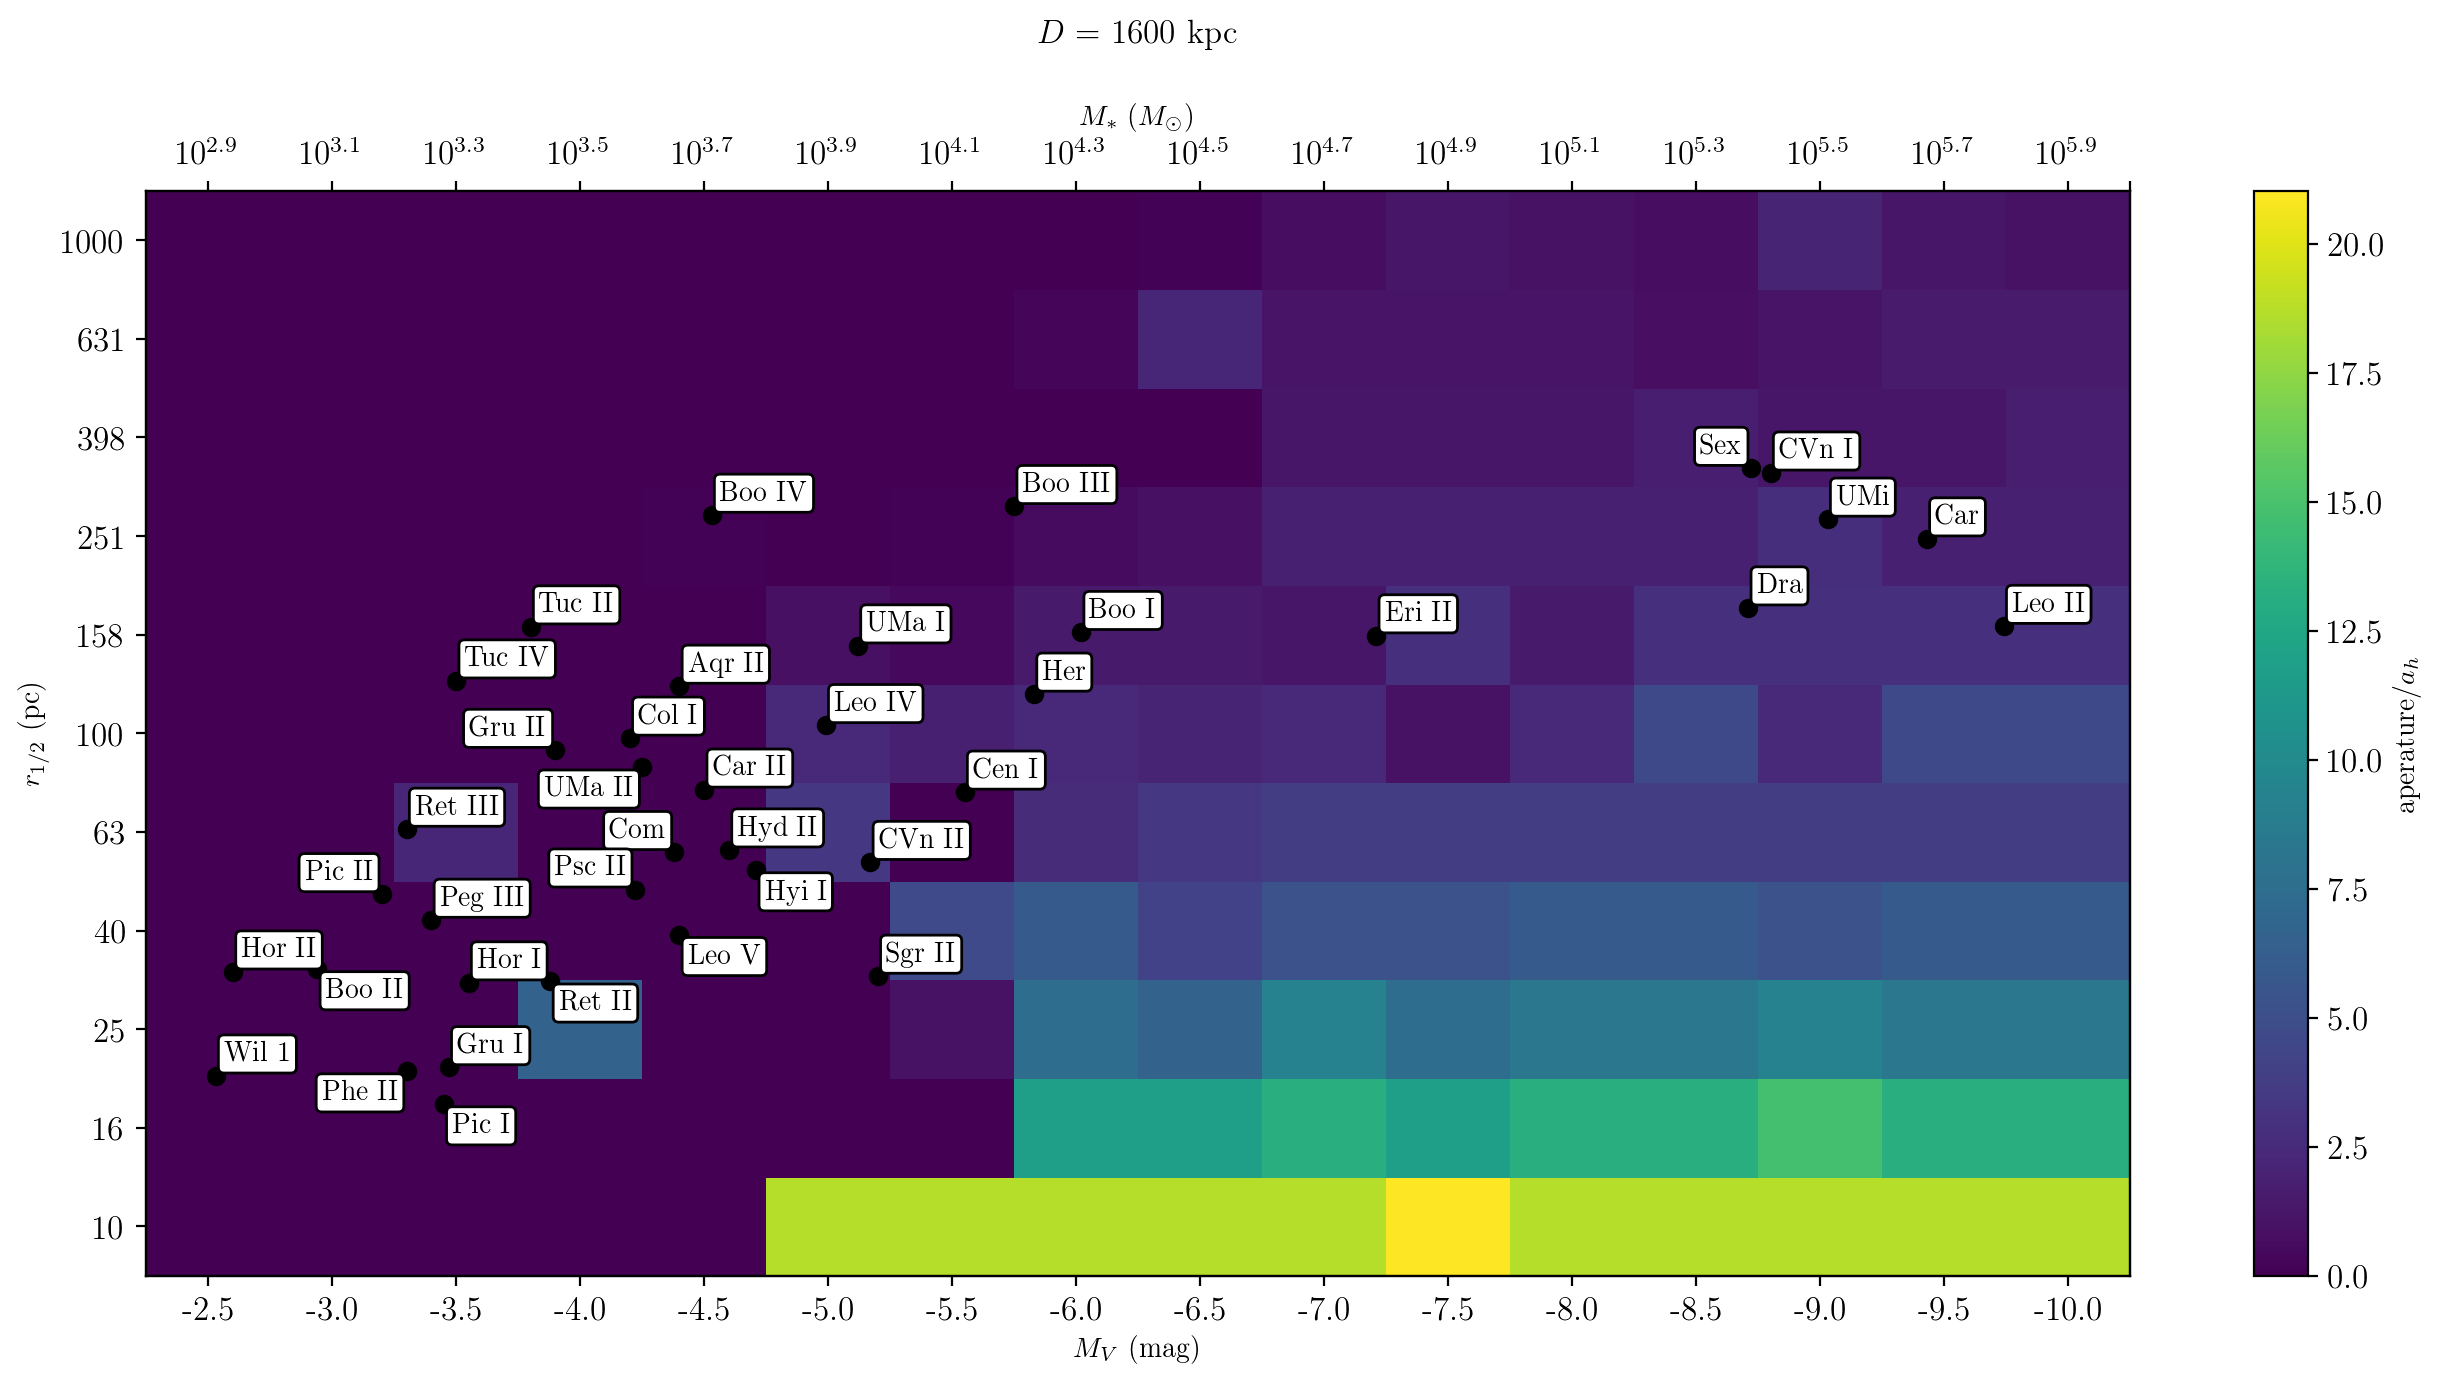 D = 1600 kpc
M* (M⊙)
10^2.9 10^3.1 10^3.3 10^3.5 10^3.7 10^3.9 10^4.1 10^4.3 10^4.5 10^4.7 10^4.9 10^5.1 10^5.3 10^5.5 10^5.7 10^5.9
1000
631
398
251
158
100
63
40
25
16
10
r1/2 (pc)
Sex
CVn I
Boo IV
Boo III
UMi
Car
Dra
Tuc II
UMa I
Boo I
Eri II
Leo II
Tuc IV
Aqr II
Her
Leo IV
Col I
Gru II
Car II
Cen I
UMa II
Ret III
Com
Hyd II
CVn II
Pic II
Psc II
Peg III
Hyi I
Hor II
Hor I
Leo V
Sgr II
Boo II
Ret II
Wil 1
Gru I
Phe II
Pic I
-2.5 -3.0 -3.5 -4.0 -4.5 -5.0 -5.5 -6.0 -6.5 -7.0 -7.5 -8.0 -8.5 -9.0 -9.5 -10.0
MV (mag)
20.0
17.5
15.0
12.5
10.0
7.5
5.0
2.5
0.0
aperature/ah